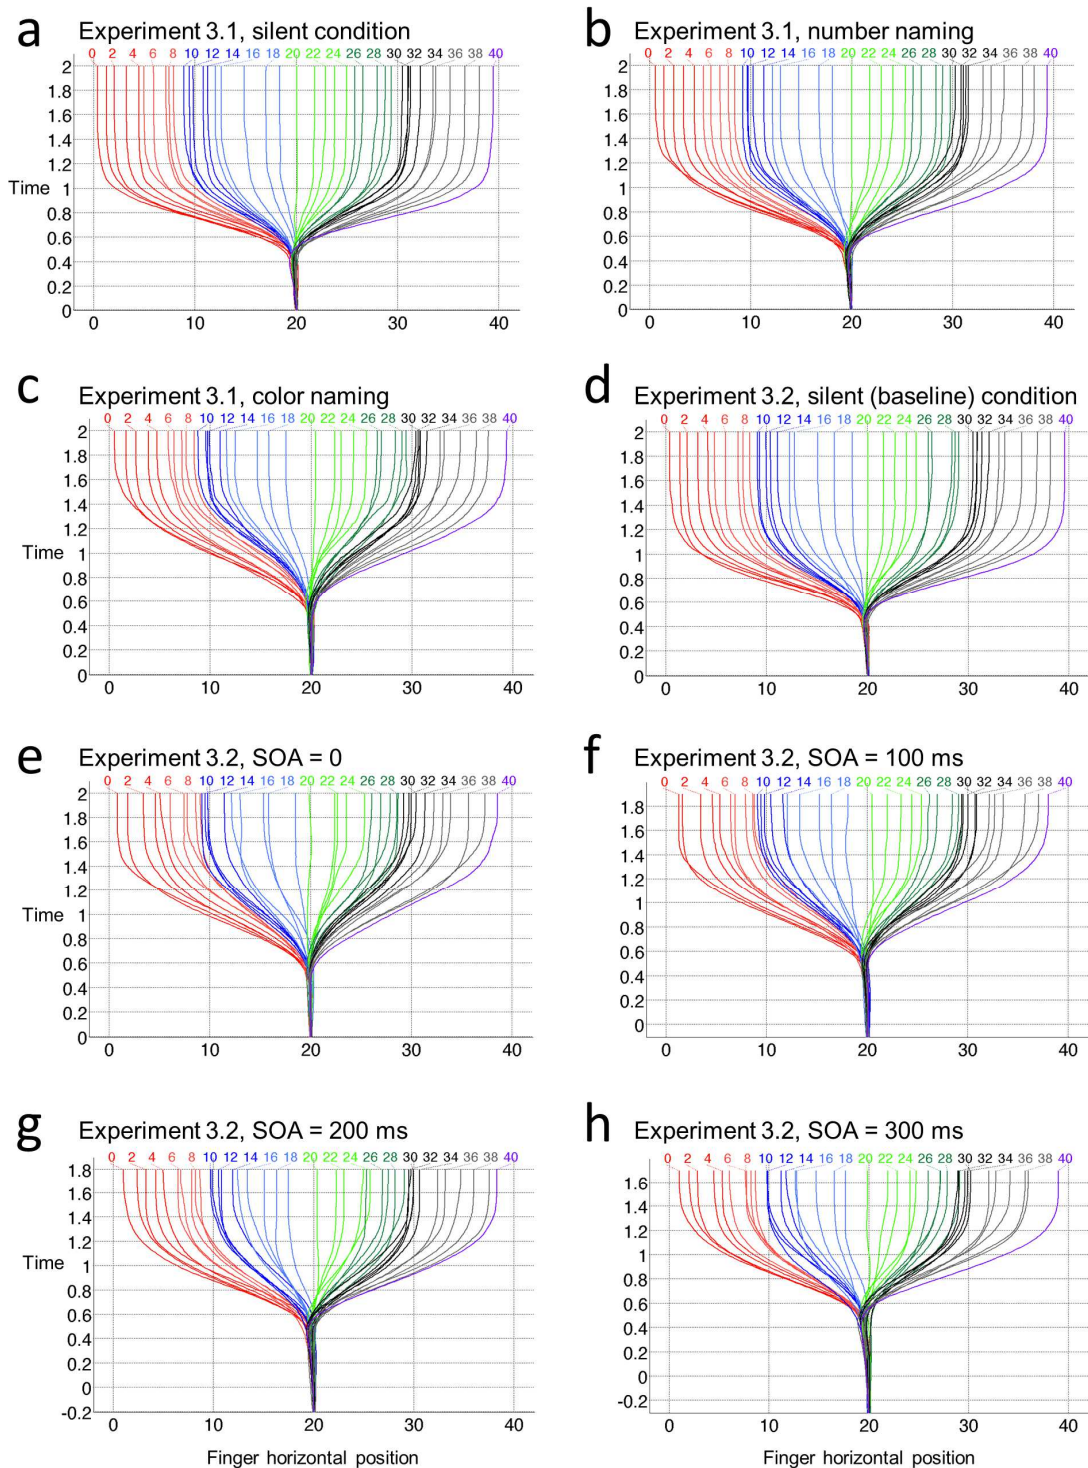 a Experiment 3.1, silent condition
0 2 4 6 8 10 12 14 16 18 20 22 24 26 28 30 32 34 36 38 40
2
1.8
1.6
1.4
1.2
Time 1
0.8
0.6
0.4
0.2
0
0 10 20 30 40
b Experiment 3.1, number naming
0 2 4 6 8 10 12 14 16 18 20 22 24 26 28 30 32 34 36 38 40
2
1.8
1.6
1.4
1.2
1
0.8
0.6
0.4
0.2
0
0 10 20 30 40
c Experiment 3.1, color naming
0 2 4 6 8 10 12 14 16 18 20 22 24 26 28 30 32 34 36 38 40
2
1.8
1.6
1.4
1.2
Time 1
0.8
0.6
0.4
0.2
0
0 10 20 30 40
d Experiment 3.2, silent (baseline) condition
0 2 4 6 8 10 12 14 16 18 20 22 24 26 28 30 32 34 36 38 40
2
1.8
1.6
1.4
1.2
1
0.8
0.6
0.4
0.2
0
0 10 20 30 40
e Experiment 3.2, SOA = 0
0 2 4 6 8 10 12 14 16 18 20 22 24 26 28 30 32 34 36 38 40
2
1.8
1.6
1.4
1.2
Time 1
0.8
0.6
0.4
0.2
0
0 10 20 30 40
f Experiment 3.2, SOA = 100 ms
0 2 4 6 8 10 12 14 16 18 20 22 24 26 28 30 32 34 36 38 40
1.8
1.6
1.4
1.2
1
0.8
0.6
0.4
0.2
0
0 10 20 30 40
g Experiment 3.2, SOA = 200 ms
0 2 4 6 8 10 12 14 16 18 20 22 24 26 28 30 32 34 36 38 40
1.8
1.6
1.4
1.2
Time
1
0.8
0.6
0.4
0.2
0
-0.2
0 10 20 30 40
Finger horizontal position
h Experiment 3.2, SOA = 300 ms
0 2 4 6 8 10 12 14 16 18 20 22 24 26 28 30 32 34 36 38 40
1.6
1.4
1.2
1
0.8
0.6
0.4
0.2
0
-0.2
0 10 20 30 40
Finger horizontal position